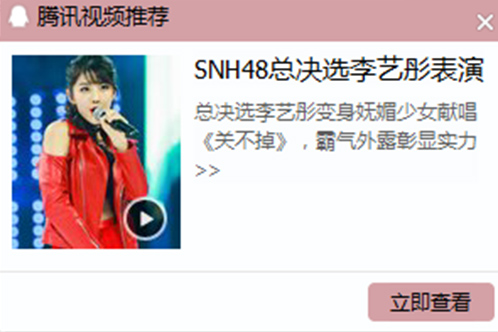 腾讯视频推荐
SNH48总决选李艺彤表演
总决选李艺彤变身妩媚少女献唱
《关不掉》，霸气外露彰显实力
>>
立即查看